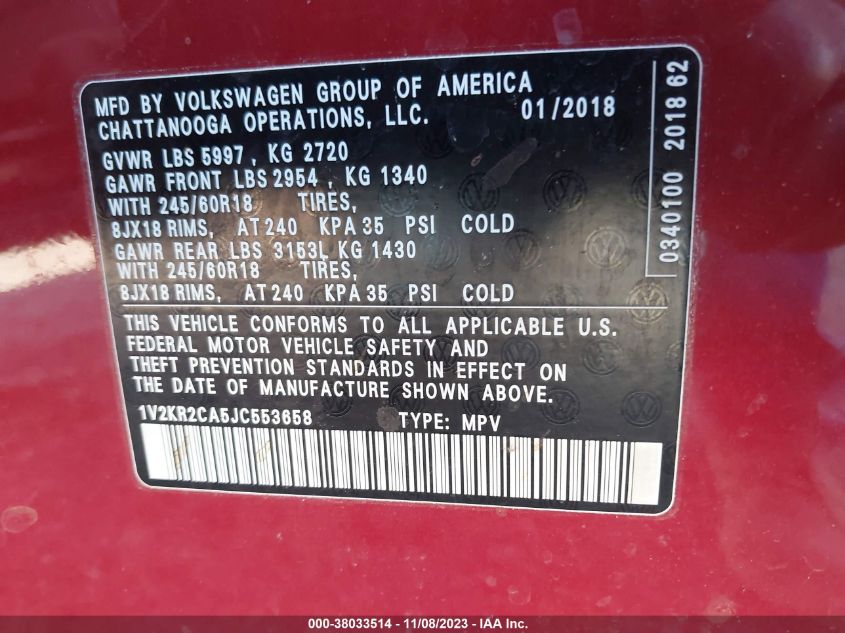 MFD BY VOLKSWAGEN GROUP OF AMERICA
CHATTANOOGA OPERATIONS, LLC. 01/2018
GVWR LBS 5997 , KG 2720
GAWR FRONT LBS 2954 , KG 1340
WITH 245/60R18 TIRES,
8JX18 RIMS, AT 240 KPA 35 PSI COLD
GAWR REAR LBS 3153L KG 1430
WITH 245/60R18 TIRES,
8JX18 RIMS, AT 240 KPA 35 PSI COLD
0340100 2018 62
THIS VEHICLE CONFORMS TO ALL APPLICABLE U.S.
FEDERAL MOTOR VEHICLE SAFETY AND
THEFT PREVENTION STANDARDS IN EFFECT ON
THE DATE OF MANUFACTURE SHOWN ABOVE.
1V2KR2CA5JC553658 TYPE: MPV
000-38033514 - 11/08/2023 - IAA Inc.